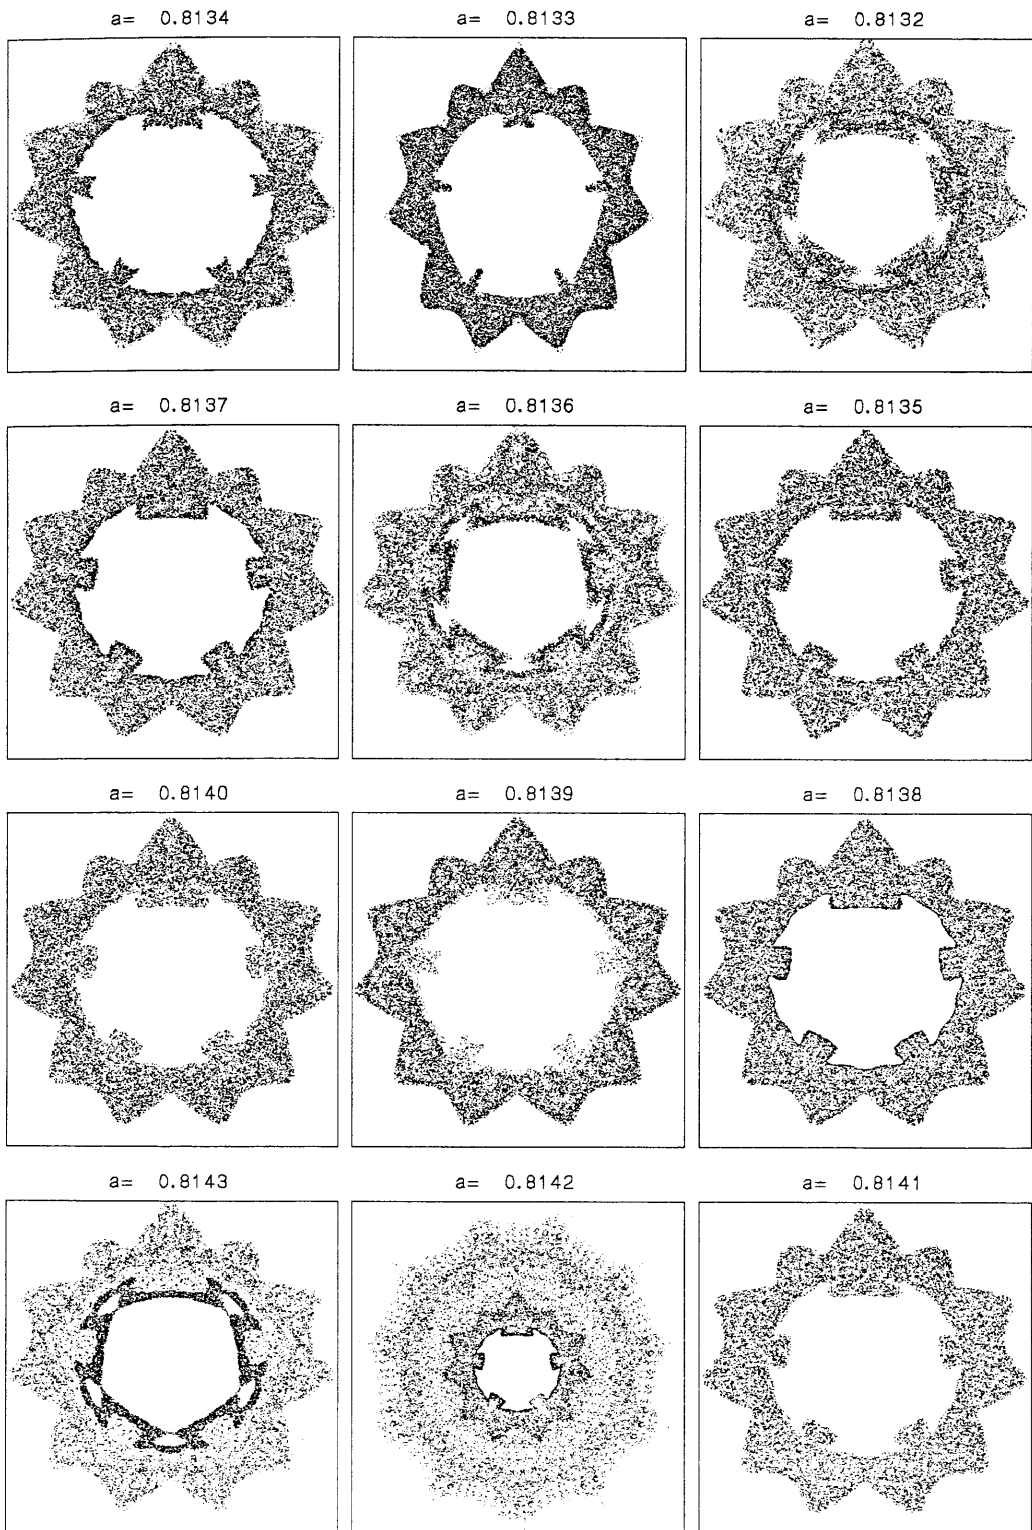 a= 0.8134
a= 0.8133
a= 0.8132
a= 0.8137
a= 0.8136
a= 0.8135
a= 0.8140
a= 0.8139
a= 0.8138
a= 0.8143
a= 0.8142
a= 0.8141